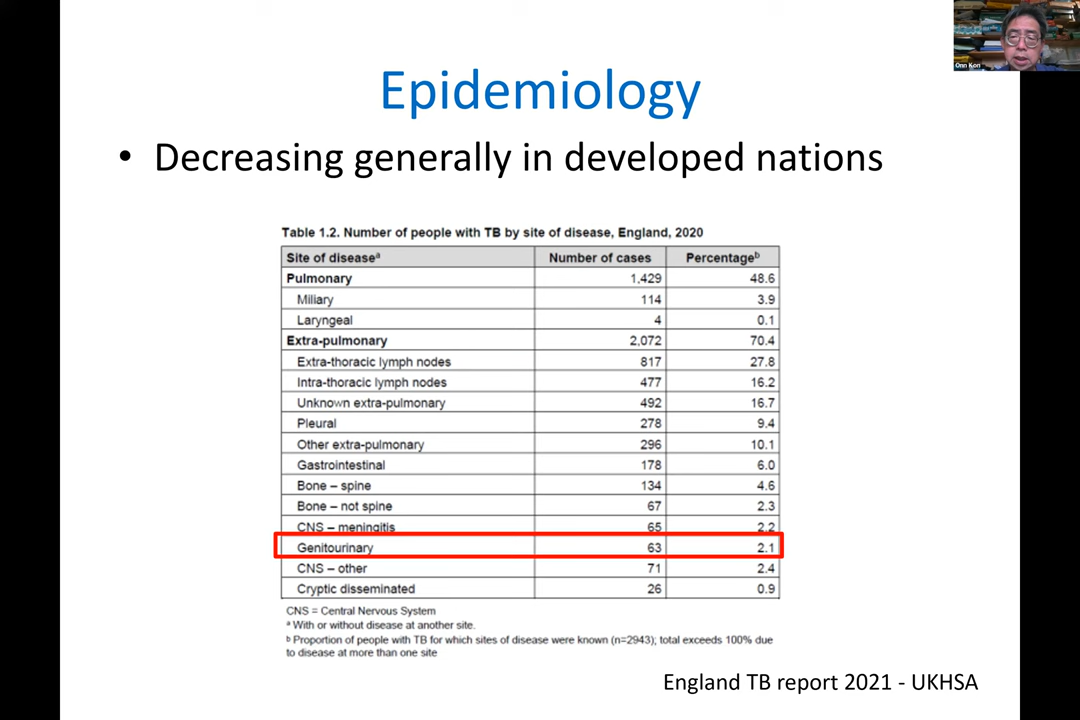 Onn Kon
Epidemiology
• Decreasing generally in developed nations
Table 1.2. Number of people with TB by site of disease, England, 2020
Site of diseaseᵃ Number of cases Percentageᵇ
Pulmonary 1,429 48.6
Miliary 114 3.9
Laryngeal 4 0.1
Extra-pulmonary 2,072 70.4
Extra-thoracic lymph nodes 817 27.8
Intra-thoracic lymph nodes 477 16.2
Unknown extra-pulmonary 492 16.7
Pleural 278 9.4
Other extra-pulmonary 296 10.1
Gastrointestinal 178 6.0
Bone – spine 134 4.6
Bone – not spine 67 2.3
CNS – meningitis 65 2.2
Genitourinary 63 2.1
CNS – other 71 2.4
Cryptic disseminated 26 0.9
CNS = Central Nervous System
ᵃ With or without disease at another site.
ᵇ Proportion of people with TB for which sites of disease were known (n=2943); total exceeds 100% due
to disease at more than one site
England TB report 2021 - UKHSA